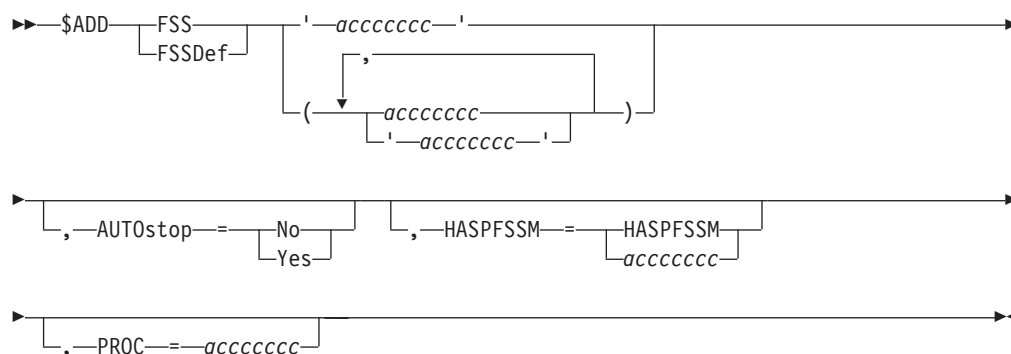 $ADD FSS ' acccccccc '
FSSDef
,
( acccccccc )
' acccccccc '
, AUTOstop = No , HASPFSSM = HASPFSSM
Yes acccccccc
, PROC = acccccccc